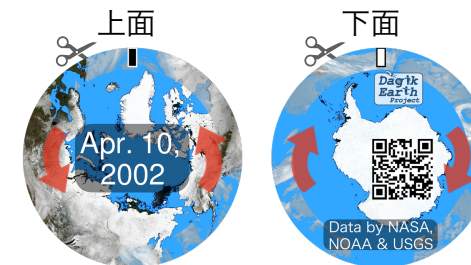 上面
下面
Apr. 10,
2002
Dagik
Earth
Project
Data by NASA,
NOAA & USGS